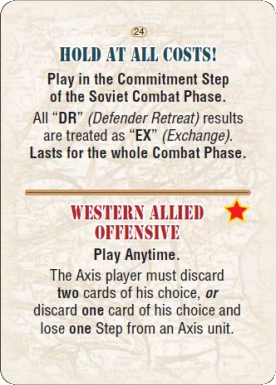 24
HOLD AT ALL COSTS!
Play in the Commitment Step
of the Soviet Combat Phase.
All “DR” (Defender Retreat) results
are treated as “EX” (Exchange).
Lasts for the whole Combat Phase.
WESTERN ALLIED
OFFENSIVE
Play Anytime.
The Axis player must discard
two cards of his choice, or
discard one card of his choice and
lose one Step from an Axis unit.